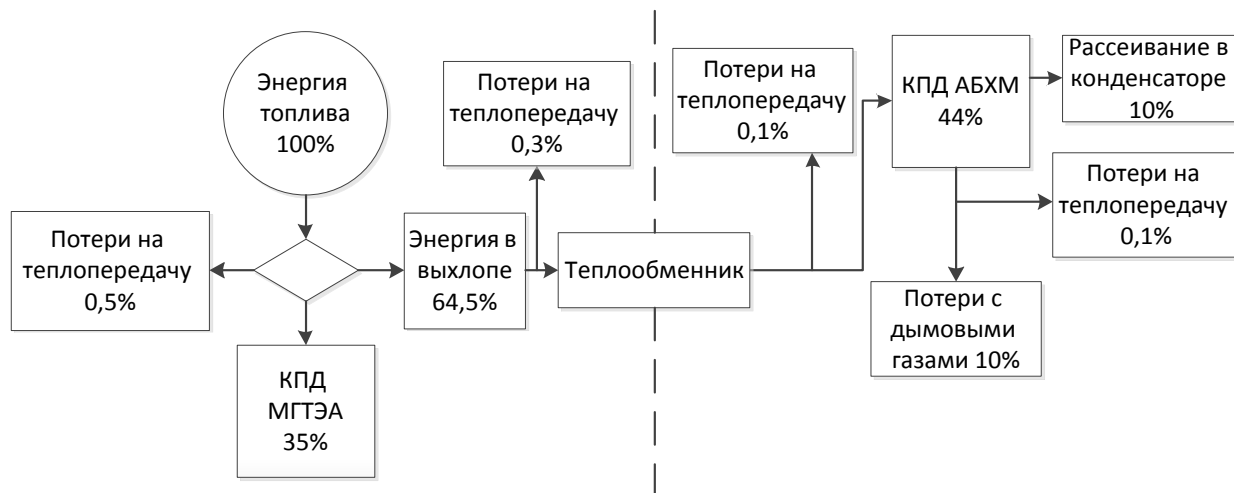 Энергия
топлива
100%
Потери на
теплопередачу
0,5%
КПД
МГТЭА
35%
Энергия в
выхлопе
64,5%
Потери на
теплопередачу
0,3%
Теплообменник
Потери на
теплопередачу
0,1%
КПД АБХМ
44%
Рассеивание в
конденсаторе
10%
Потери на
теплопередачу
0,1%
Потери с
дымовыми
газами 10%